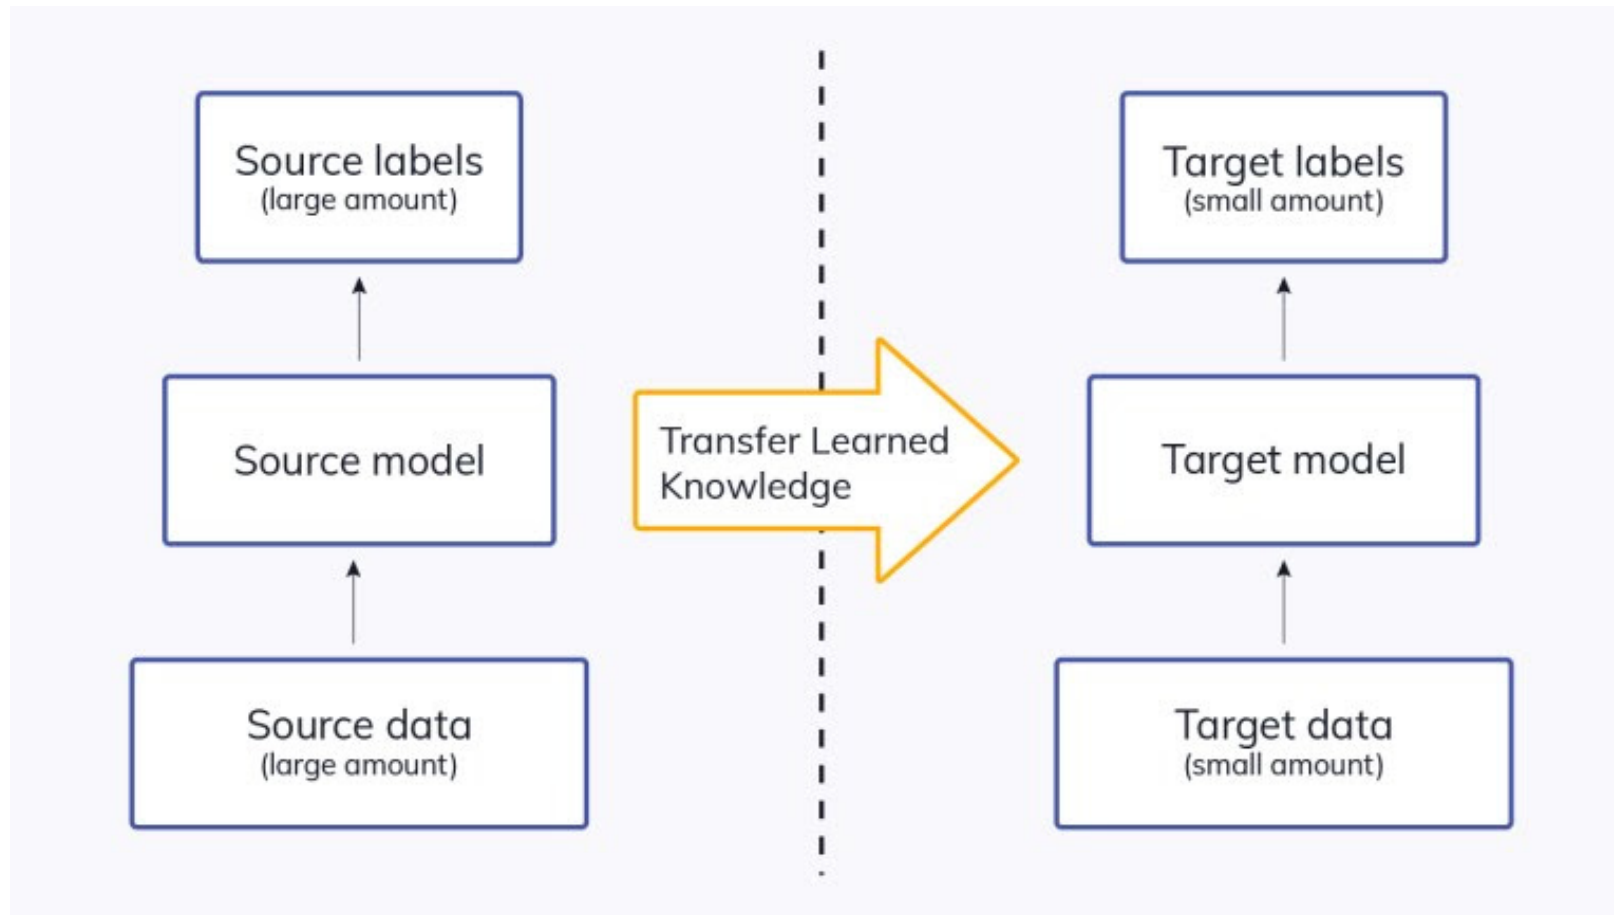 Source labels
(large amount)
Source model
Source data
(large amount)
Transfer Learned
Knowledge
Target labels
(small amount)
Target model
Target data
(small amount)